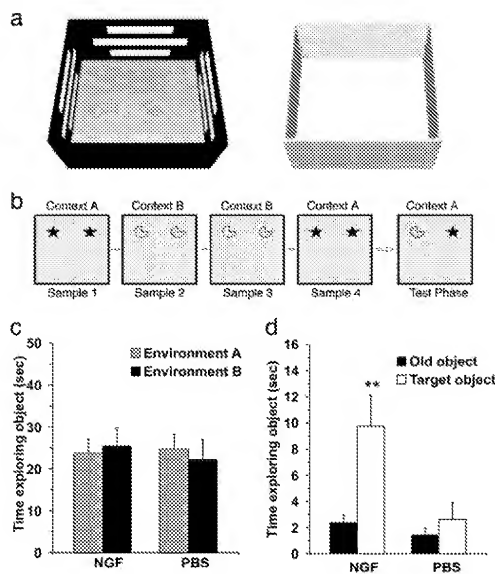 a
b
Context A Context B Context B Context A Context A
Sample 1 Sample 2 Sample 3 Sample 4 Test Phase
c
Time exploring object (sec)
50
40
30
20
10
0
Environment A
Environment B
NGF PBS
d
Time exploring object (sec)
16
14
12
10
8
6
4
2
0
Old object
Target object
**
NGF PBS